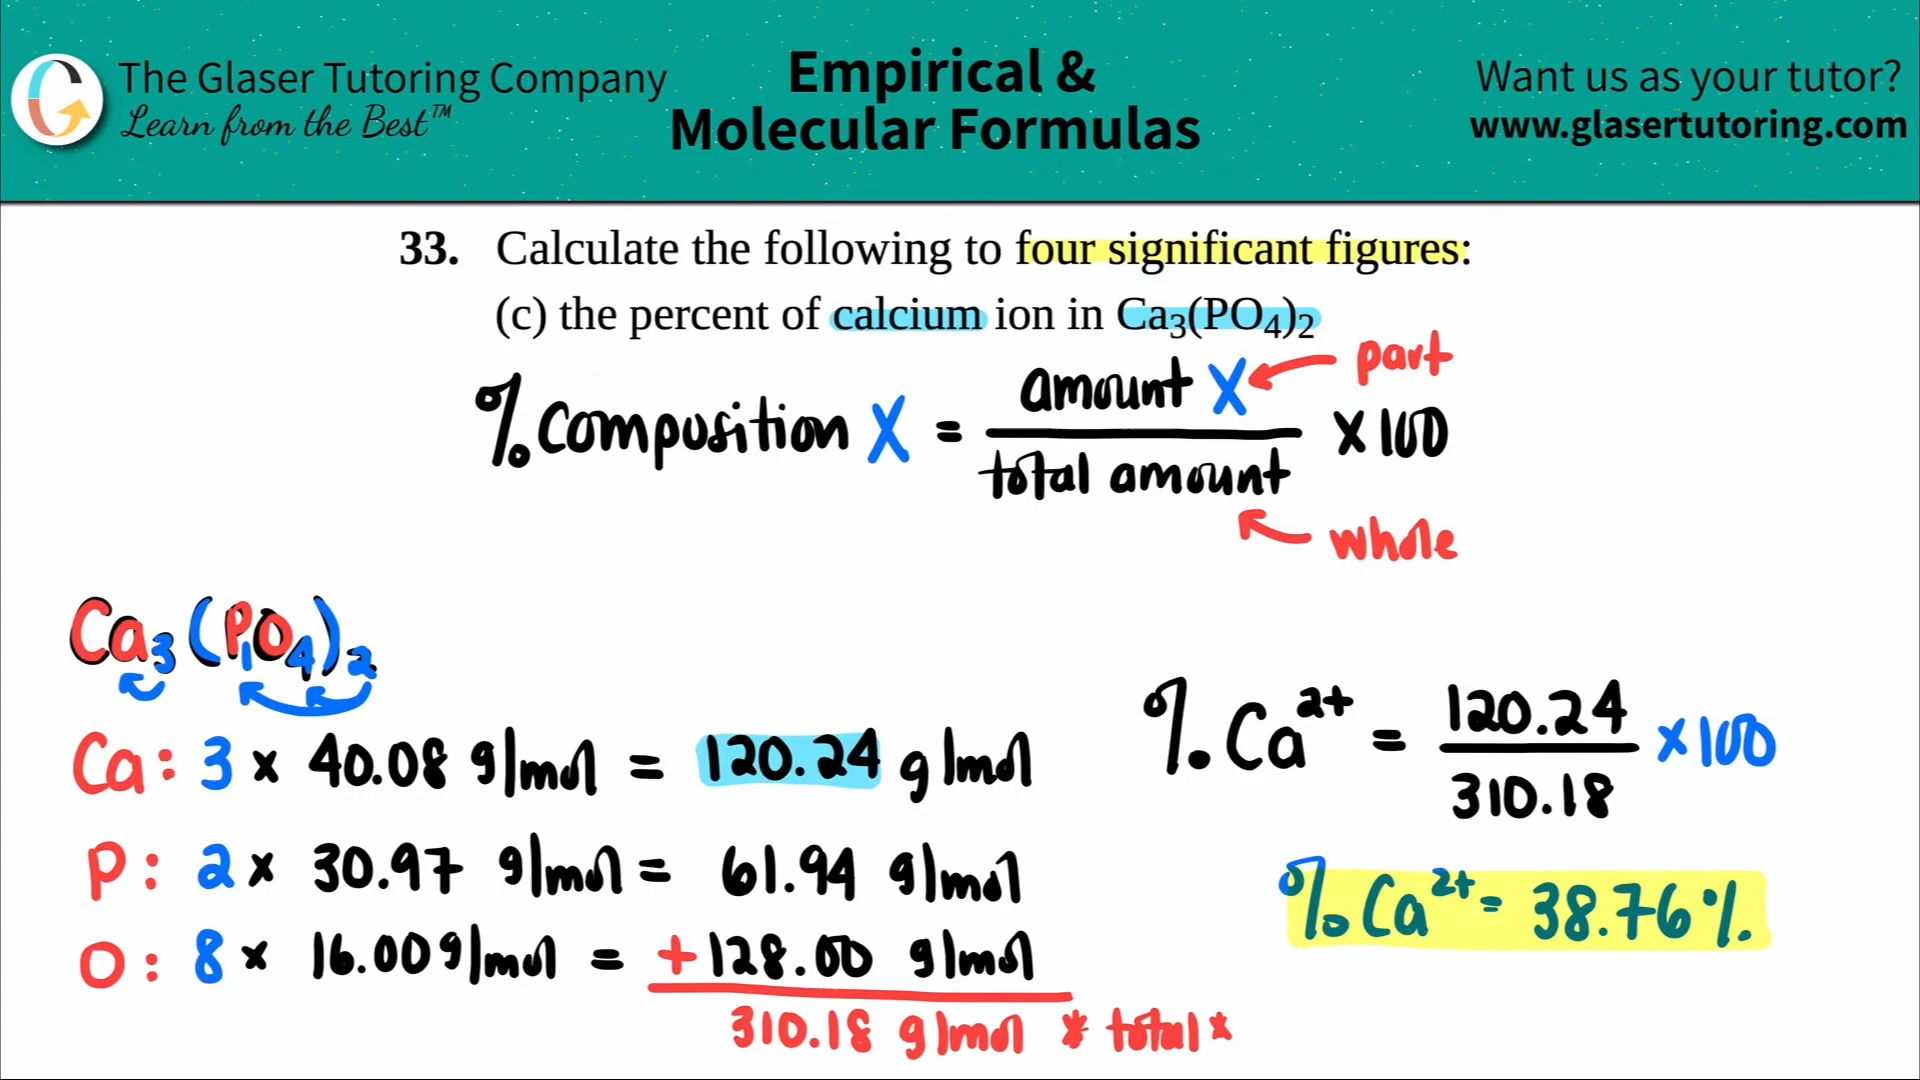 The Glaser Tutoring Company
Learn from the Best™
Empirical &
Molecular Formulas
Want us as your tutor?
www.glasertutoring.com
33. Calculate the following to four significant figures:
(c) the percent of calcium ion in Ca₃(PO₄)₂
% Composition X = amount X / total amount × 100
part
whole
Ca₃(P₁O₄)₂
Ca: 3 × 40.08 g/mol = 120.24 g/mol
P: 2 × 30.97 g/mol = 61.94 g/mol
O: 8 × 16.00 g/mol = + 128.00 g/mol
310.18 g/mol * total *
% Ca²⁺ = 120.24 / 310.18 × 100
% Ca²⁺ = 38.76 %